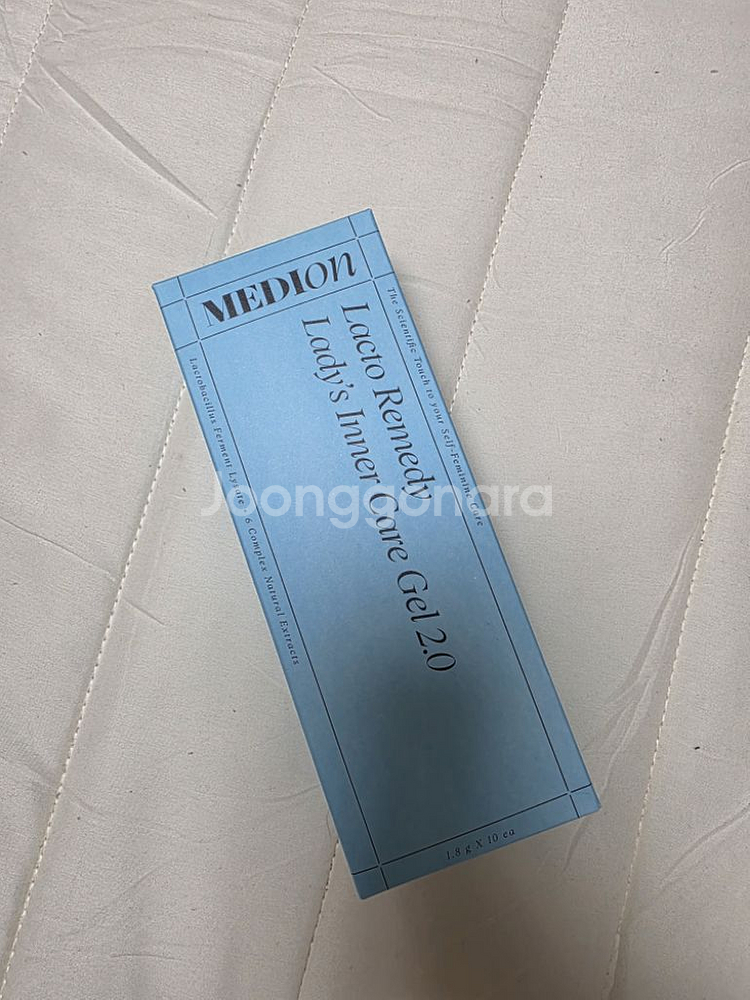 MEDIon
Lacto Remedy
Lady's Inner Care Gel 2.0
The Scientific Touch to your Self-Feminine Care
Lactobacillus Ferment Lysate 6 Complex Natural Extracts
1.8 g X 10 ea
Joonggonara